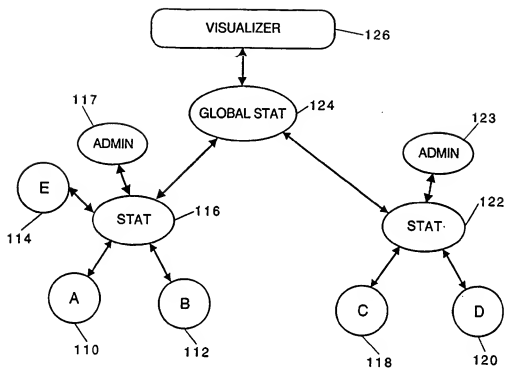 VISUALIZER
126
GLOBAL STAT
124
117
ADMIN
123
ADMIN
E
114
STAT
116
STAT
122
A
110
B
112
C
118
D
120